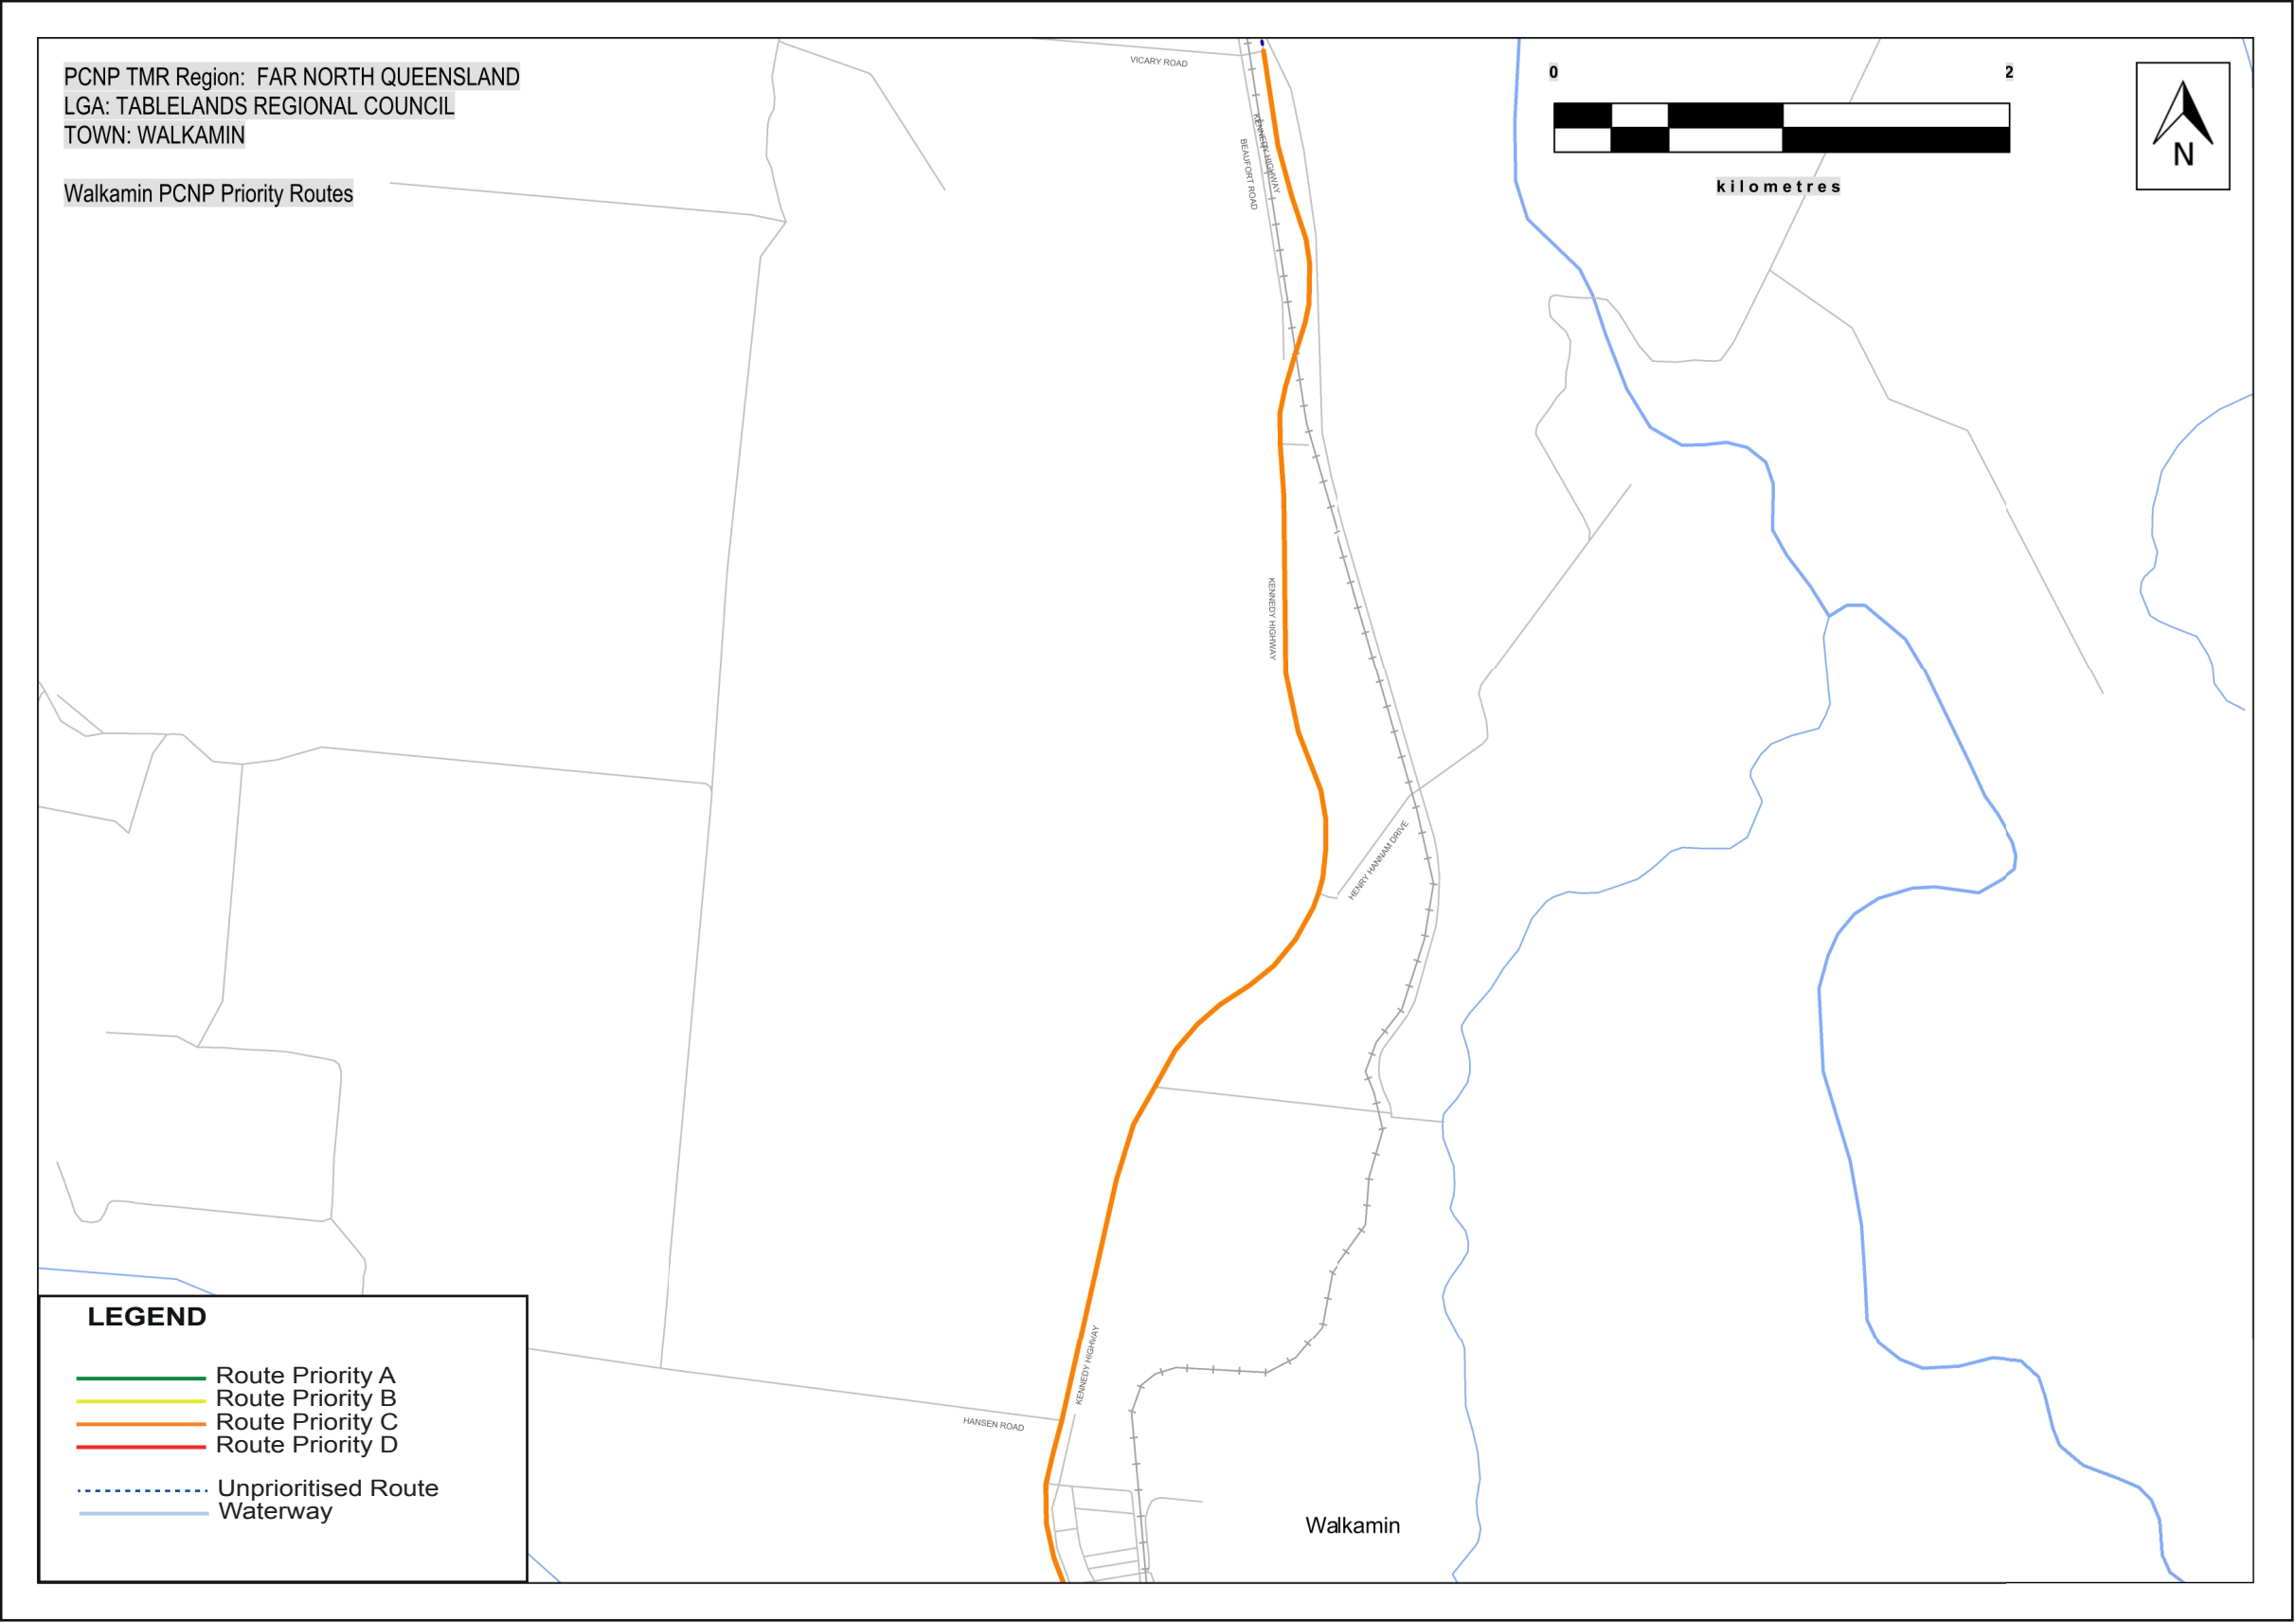 PCNP TMR Region: FAR NORTH QUEENSLAND
LGA: TABLELANDS REGIONAL COUNCIL
TOWN: WALKAMIN
Walkamin PCNP Priority Routes
VICARY ROAD
KENNEDY HIGHWAY
BEAUFORT ROAD
0
2
kilometres
N
KENNEDY HIGHWAY
HENRY HANNAM DRIVE
KENNEDY HIGHWAY
HANSEN ROAD
Walkamin
LEGEND
Route Priority A
Route Priority B
Route Priority C
Route Priority D
Unprioritised Route
Waterway